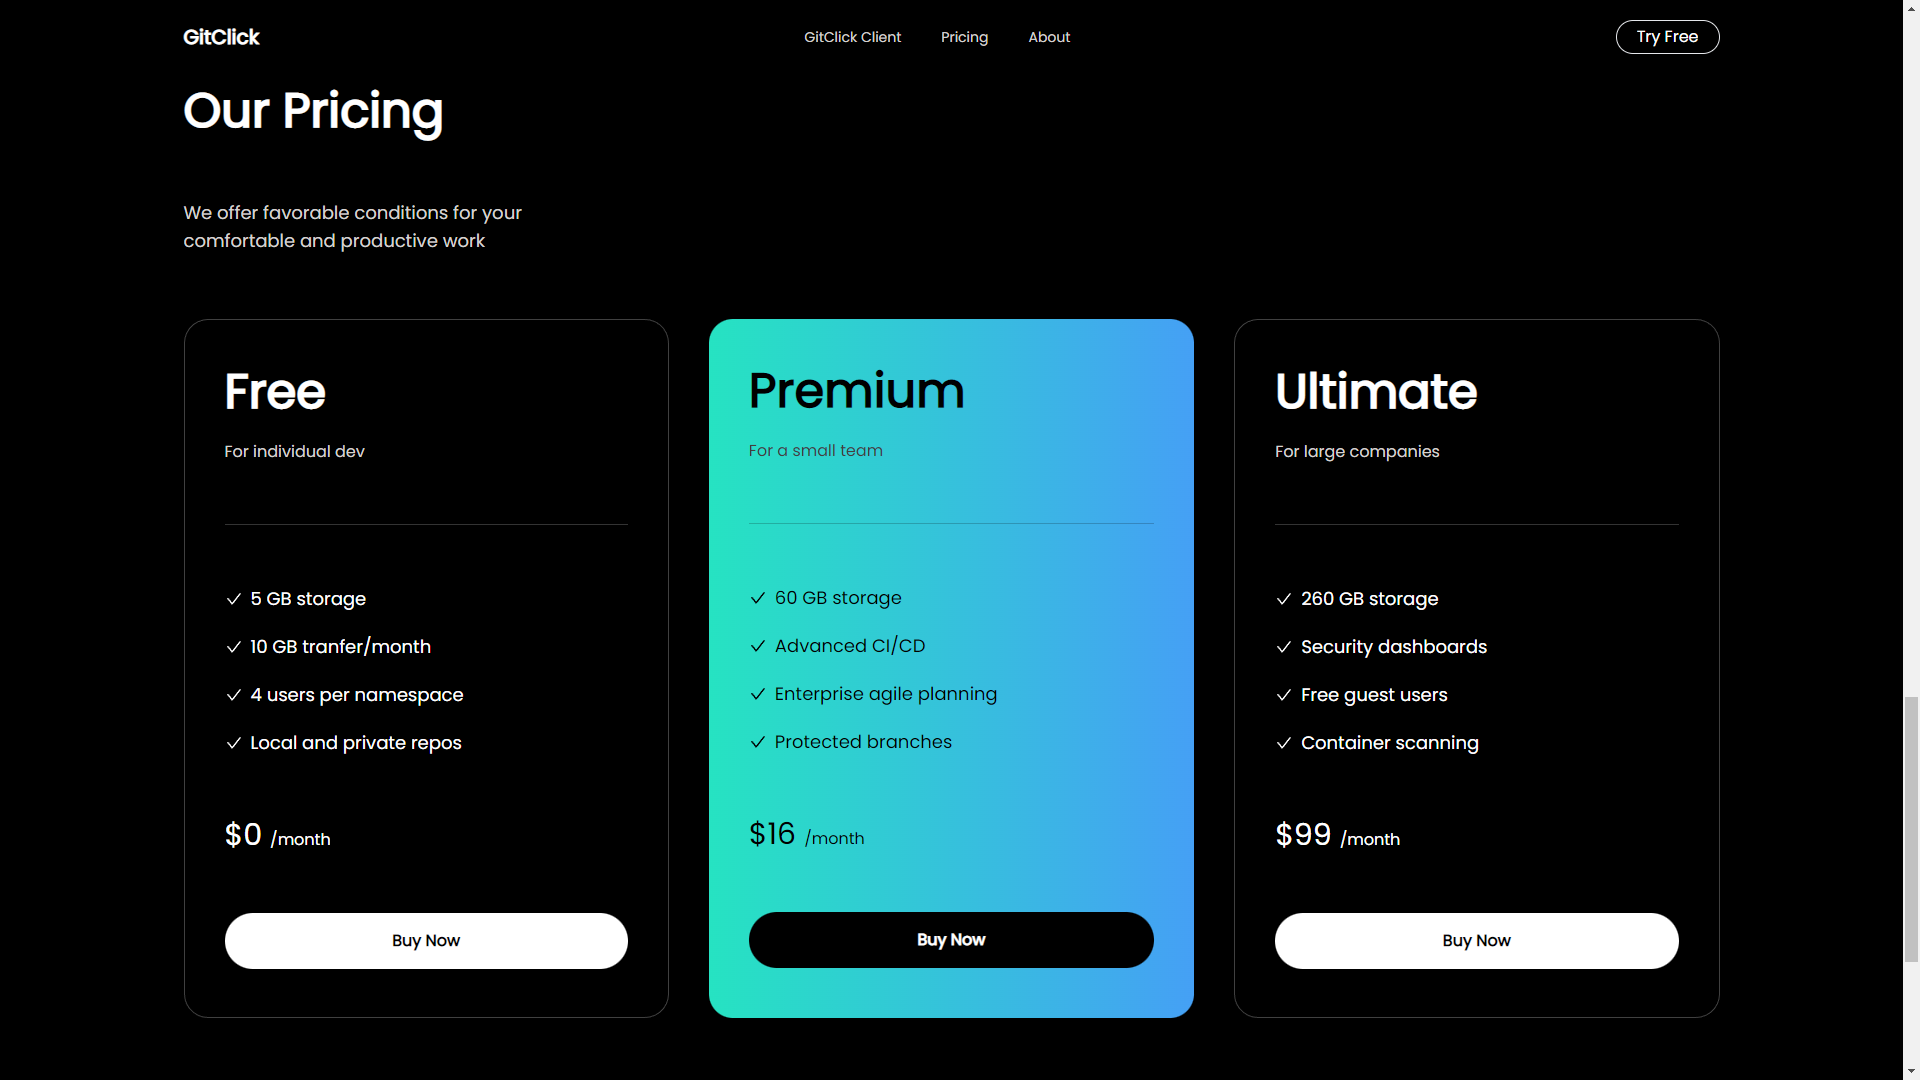 GitClick
GitClick Client
Pricing
About
Try Free
Our Pricing
We offer favorable conditions for your
comfortable and productive work
Free
For individual dev
5 GB storage
10 GB tranfer/month
4 users per namespace
Local and private repos
$0 /month
Buy Now
Premium
For a small team
60 GB storage
Advanced CI/CD
Enterprise agile planning
Protected branches
$16 /month
Buy Now
Ultimate
For large companies
260 GB storage
Security dashboards
Free guest users
Container scanning
$99 /month
Buy Now